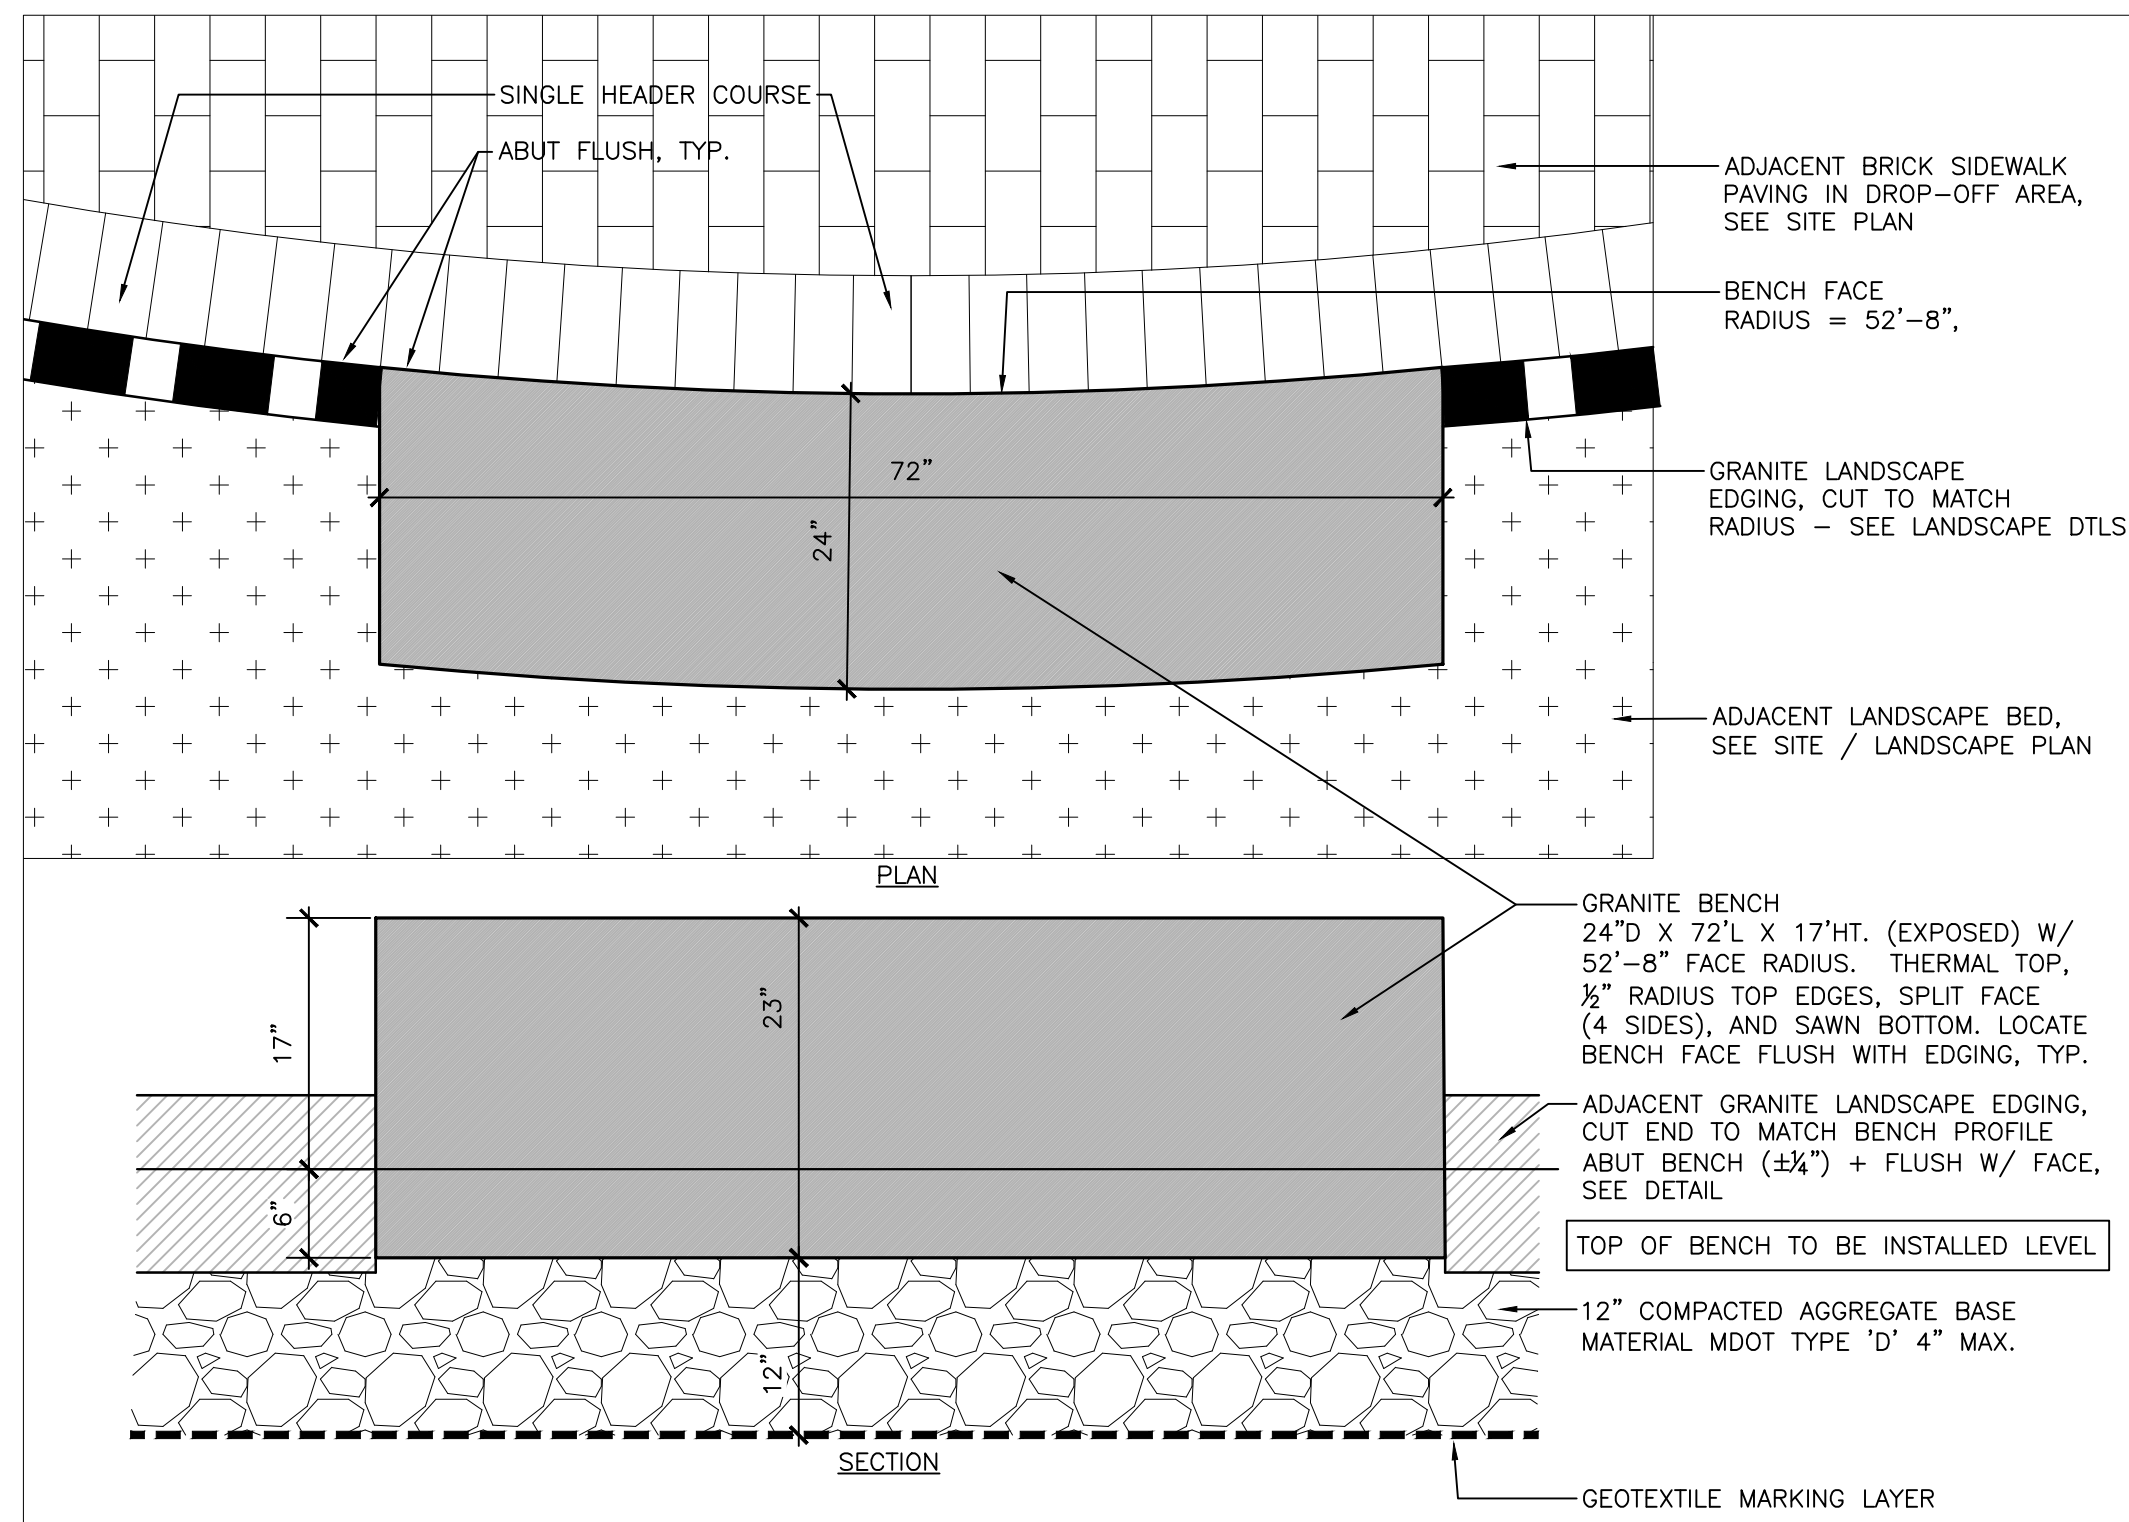 SINGLE HEADER COURSE
ABUT FLUSH, TYP.
ADJACENT BRICK SIDEWALK
PAVING IN DROP-OFF AREA,
SEE SITE PLAN
BENCH FACE
RADIUS = 52'-8",
72"
24"
GRANITE LANDSCAPE
EDGING, CUT TO MATCH
RADIUS - SEE LANDSCAPE DTLS
ADJACENT LANDSCAPE BED,
SEE SITE / LANDSCAPE PLAN
PLAN
GRANITE BENCH
24"D X 72'L X 17'HT. (EXPOSED) W/
52'-8" FACE RADIUS. THERMAL TOP,
½" RADIUS TOP EDGES, SPLIT FACE
(4 SIDES), AND SAWN BOTTOM. LOCATE
BENCH FACE FLUSH WITH EDGING, TYP.
17"
23"
6"
ADJACENT GRANITE LANDSCAPE EDGING,
CUT END TO MATCH BENCH PROFILE
ABUT BENCH (±¼") + FLUSH W/ FACE,
SEE DETAIL
TOP OF BENCH TO BE INSTALLED LEVEL
12" COMPACTED AGGREGATE BASE
MATERIAL MDOT TYPE 'D' 4" MAX.
12"
SECTION
GEOTEXTILE MARKING LAYER